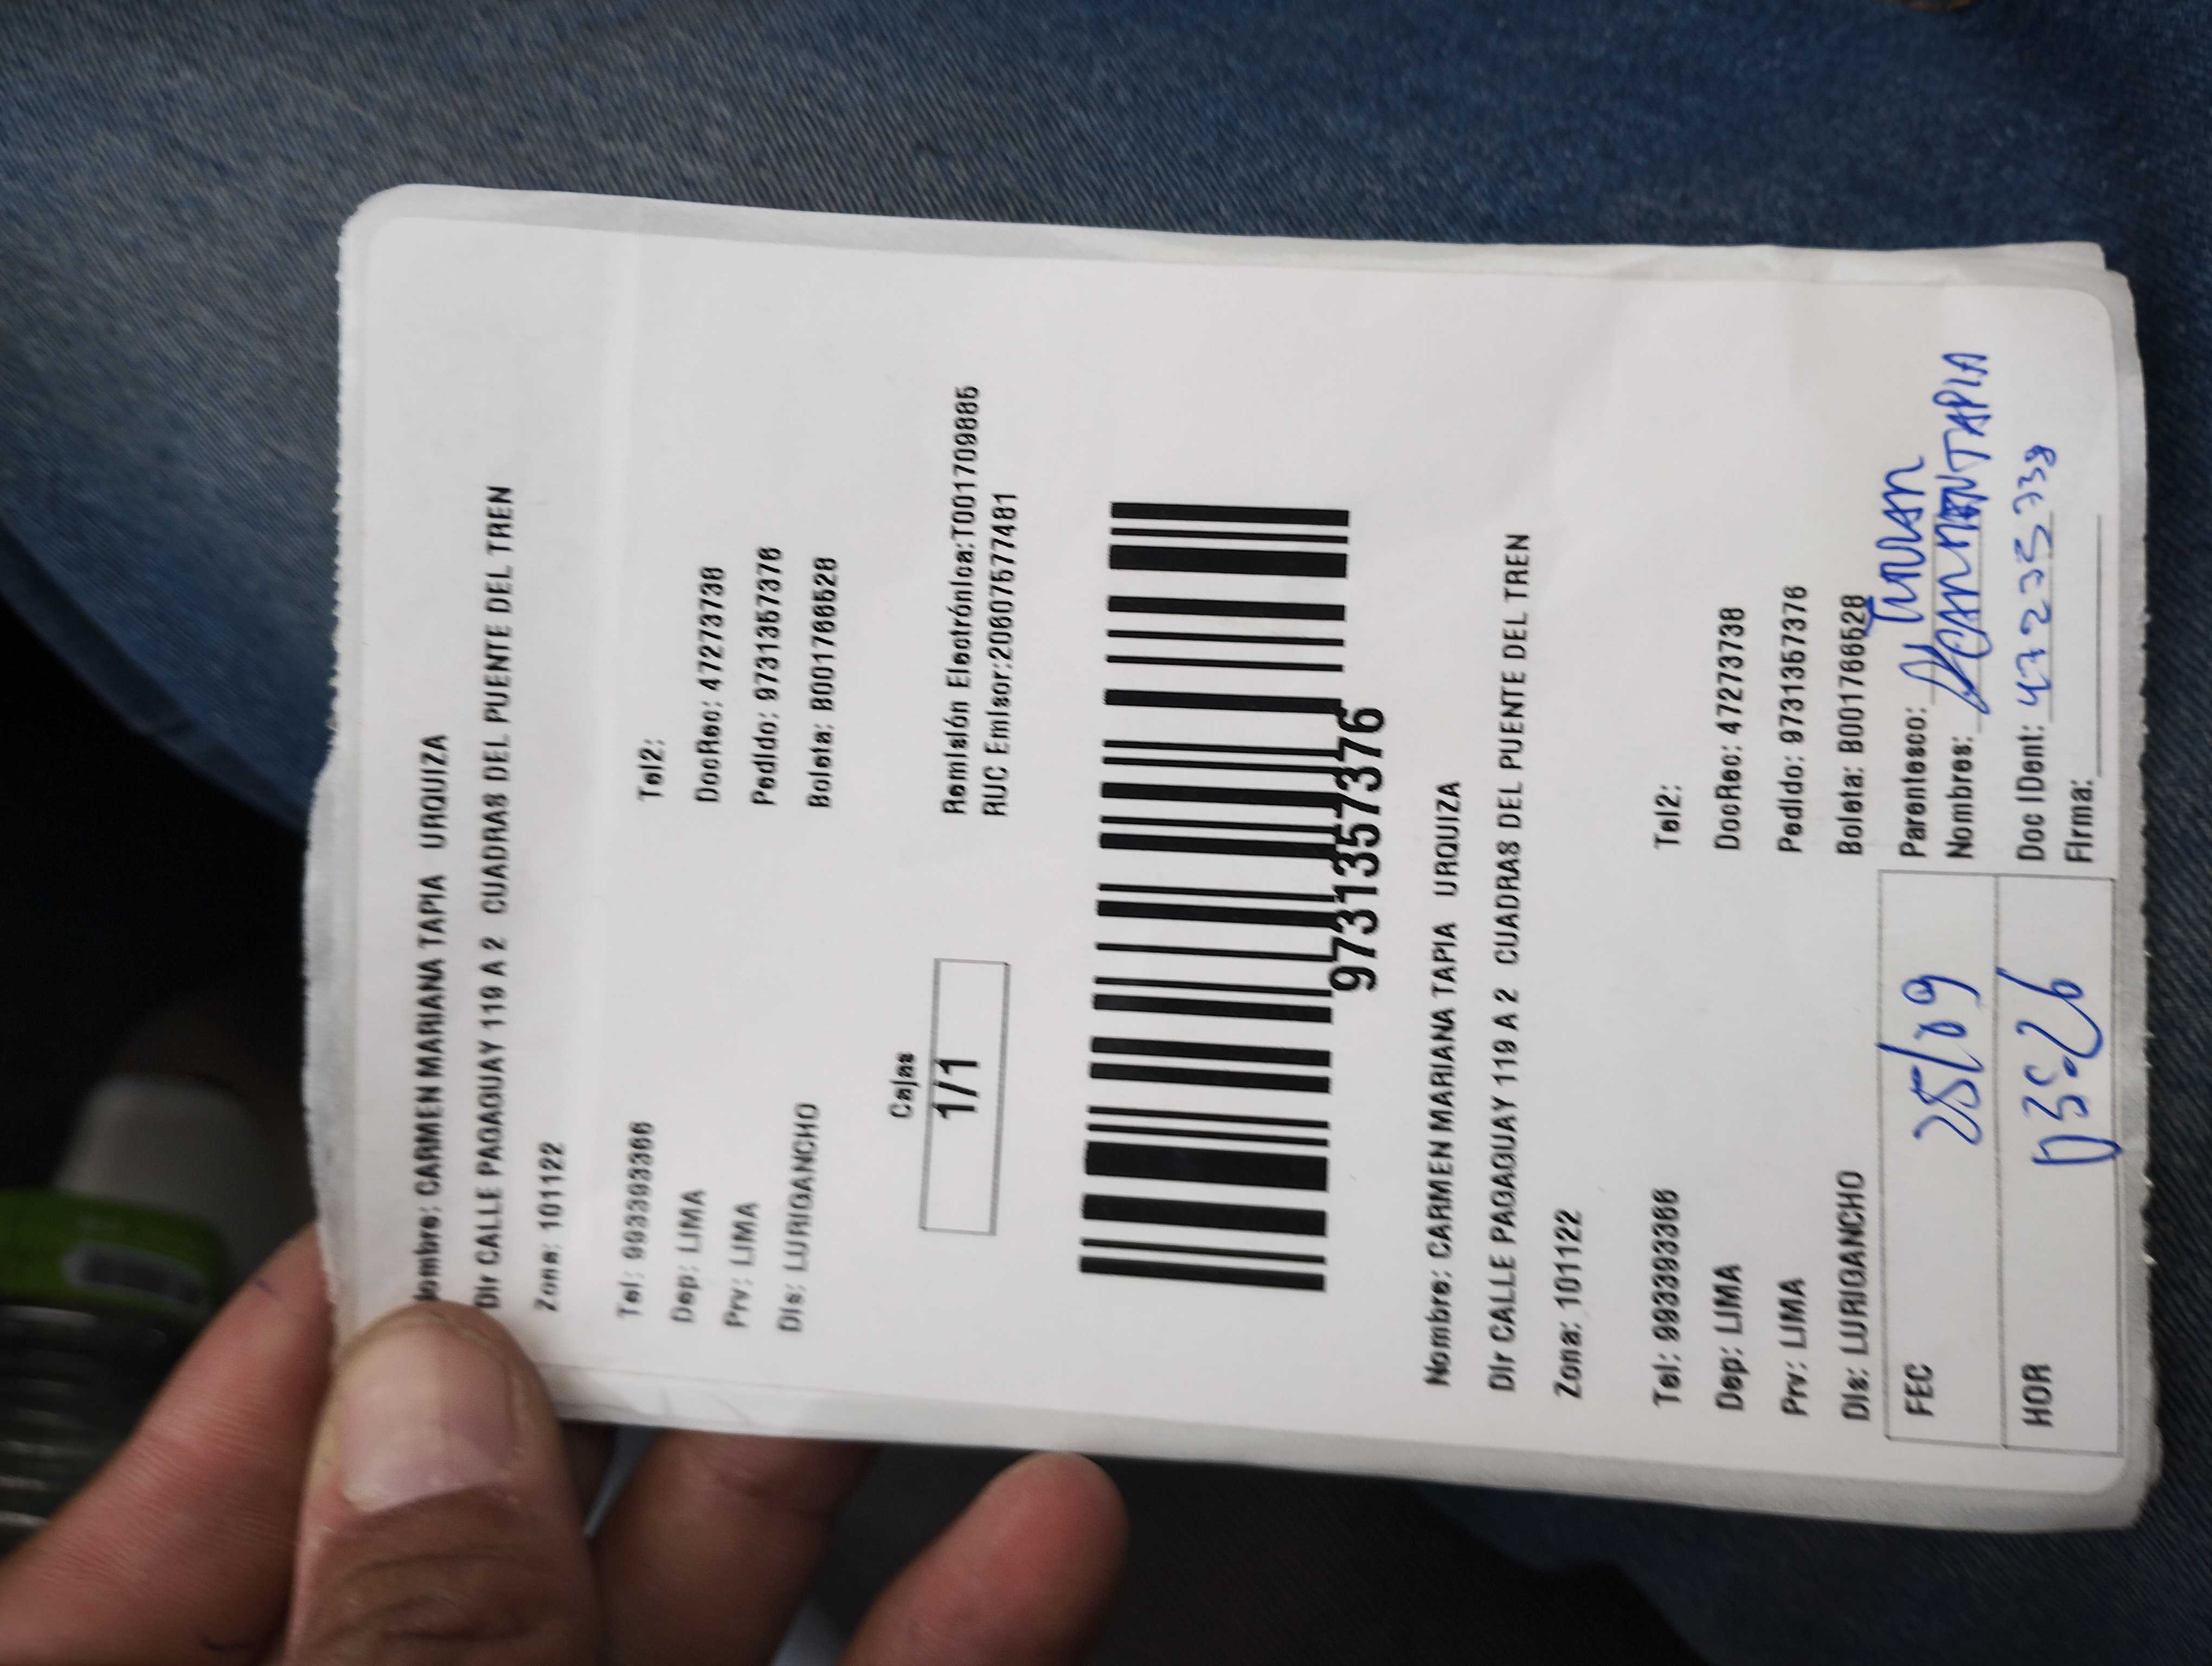 ombre: CARMEN MARIANA TAPIA URQUIZA
Dir CALLE PAGAGUAY 119 A 2 CUADRAS DEL PUENTE DEL TREN
Zona: 101122
Tel: 993393366 Tel2:
Dep: LIMA DocRec: 47273738
Prv: LIMA Pedido: 9731357376
Dis: LURIGANCHO Boleta: B001766528
Cajas
1/1
Remisión Electrónica:T001709885
RUC Emisor:20607577481
9731357376
Nombre: CARMEN MARIANA TAPIA URQUIZA
Dir CALLE PAGAGUAY 119 A 2 CUADRAS DEL PUENTE DEL TREN
Zona: 101122
Tel: 993393366 Tel2:
Dep: LIMA DocRec: 47273738
Prv: LIMA Pedido: 9731357376
Dis: LURIGANCHO Boleta: B001766528
FEC 25/09 Parentesco:
Nombres: CARMEN TAPIA
HOR Doc IDent:
Firma: